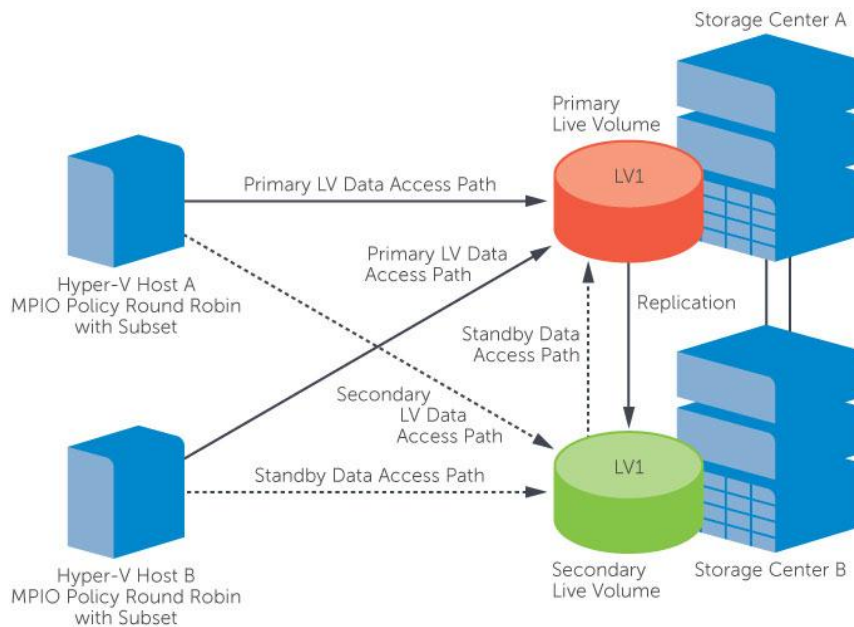 Storage Center A
Primary
Live Volume
LV1
Primary LV Data Access Path
Primary LV Data
Access Path
Hyper-V Host A
MPIO Policy Round Robin
with Subset
Replication
Standby Data
Access Path
Secondary
LV Data
Access Path
Standby Data Access Path
LV1
Hyper-V Host B
MPIO Policy Round Robin
with Subset
Secondary
Live Volume
Storage Center B